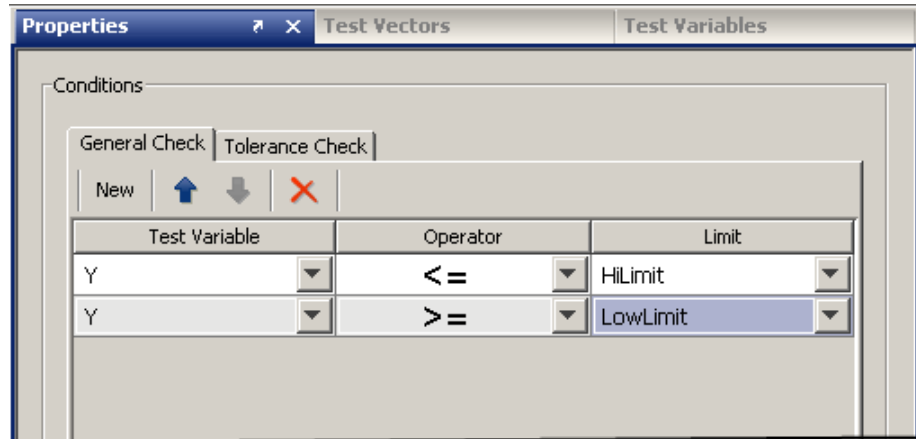 Properties Test Vectors Test Variables
Conditions
General Check Tolerance Check
New
Test Variable Operator Limit
Y <= HiLimit
Y >= LowLimit